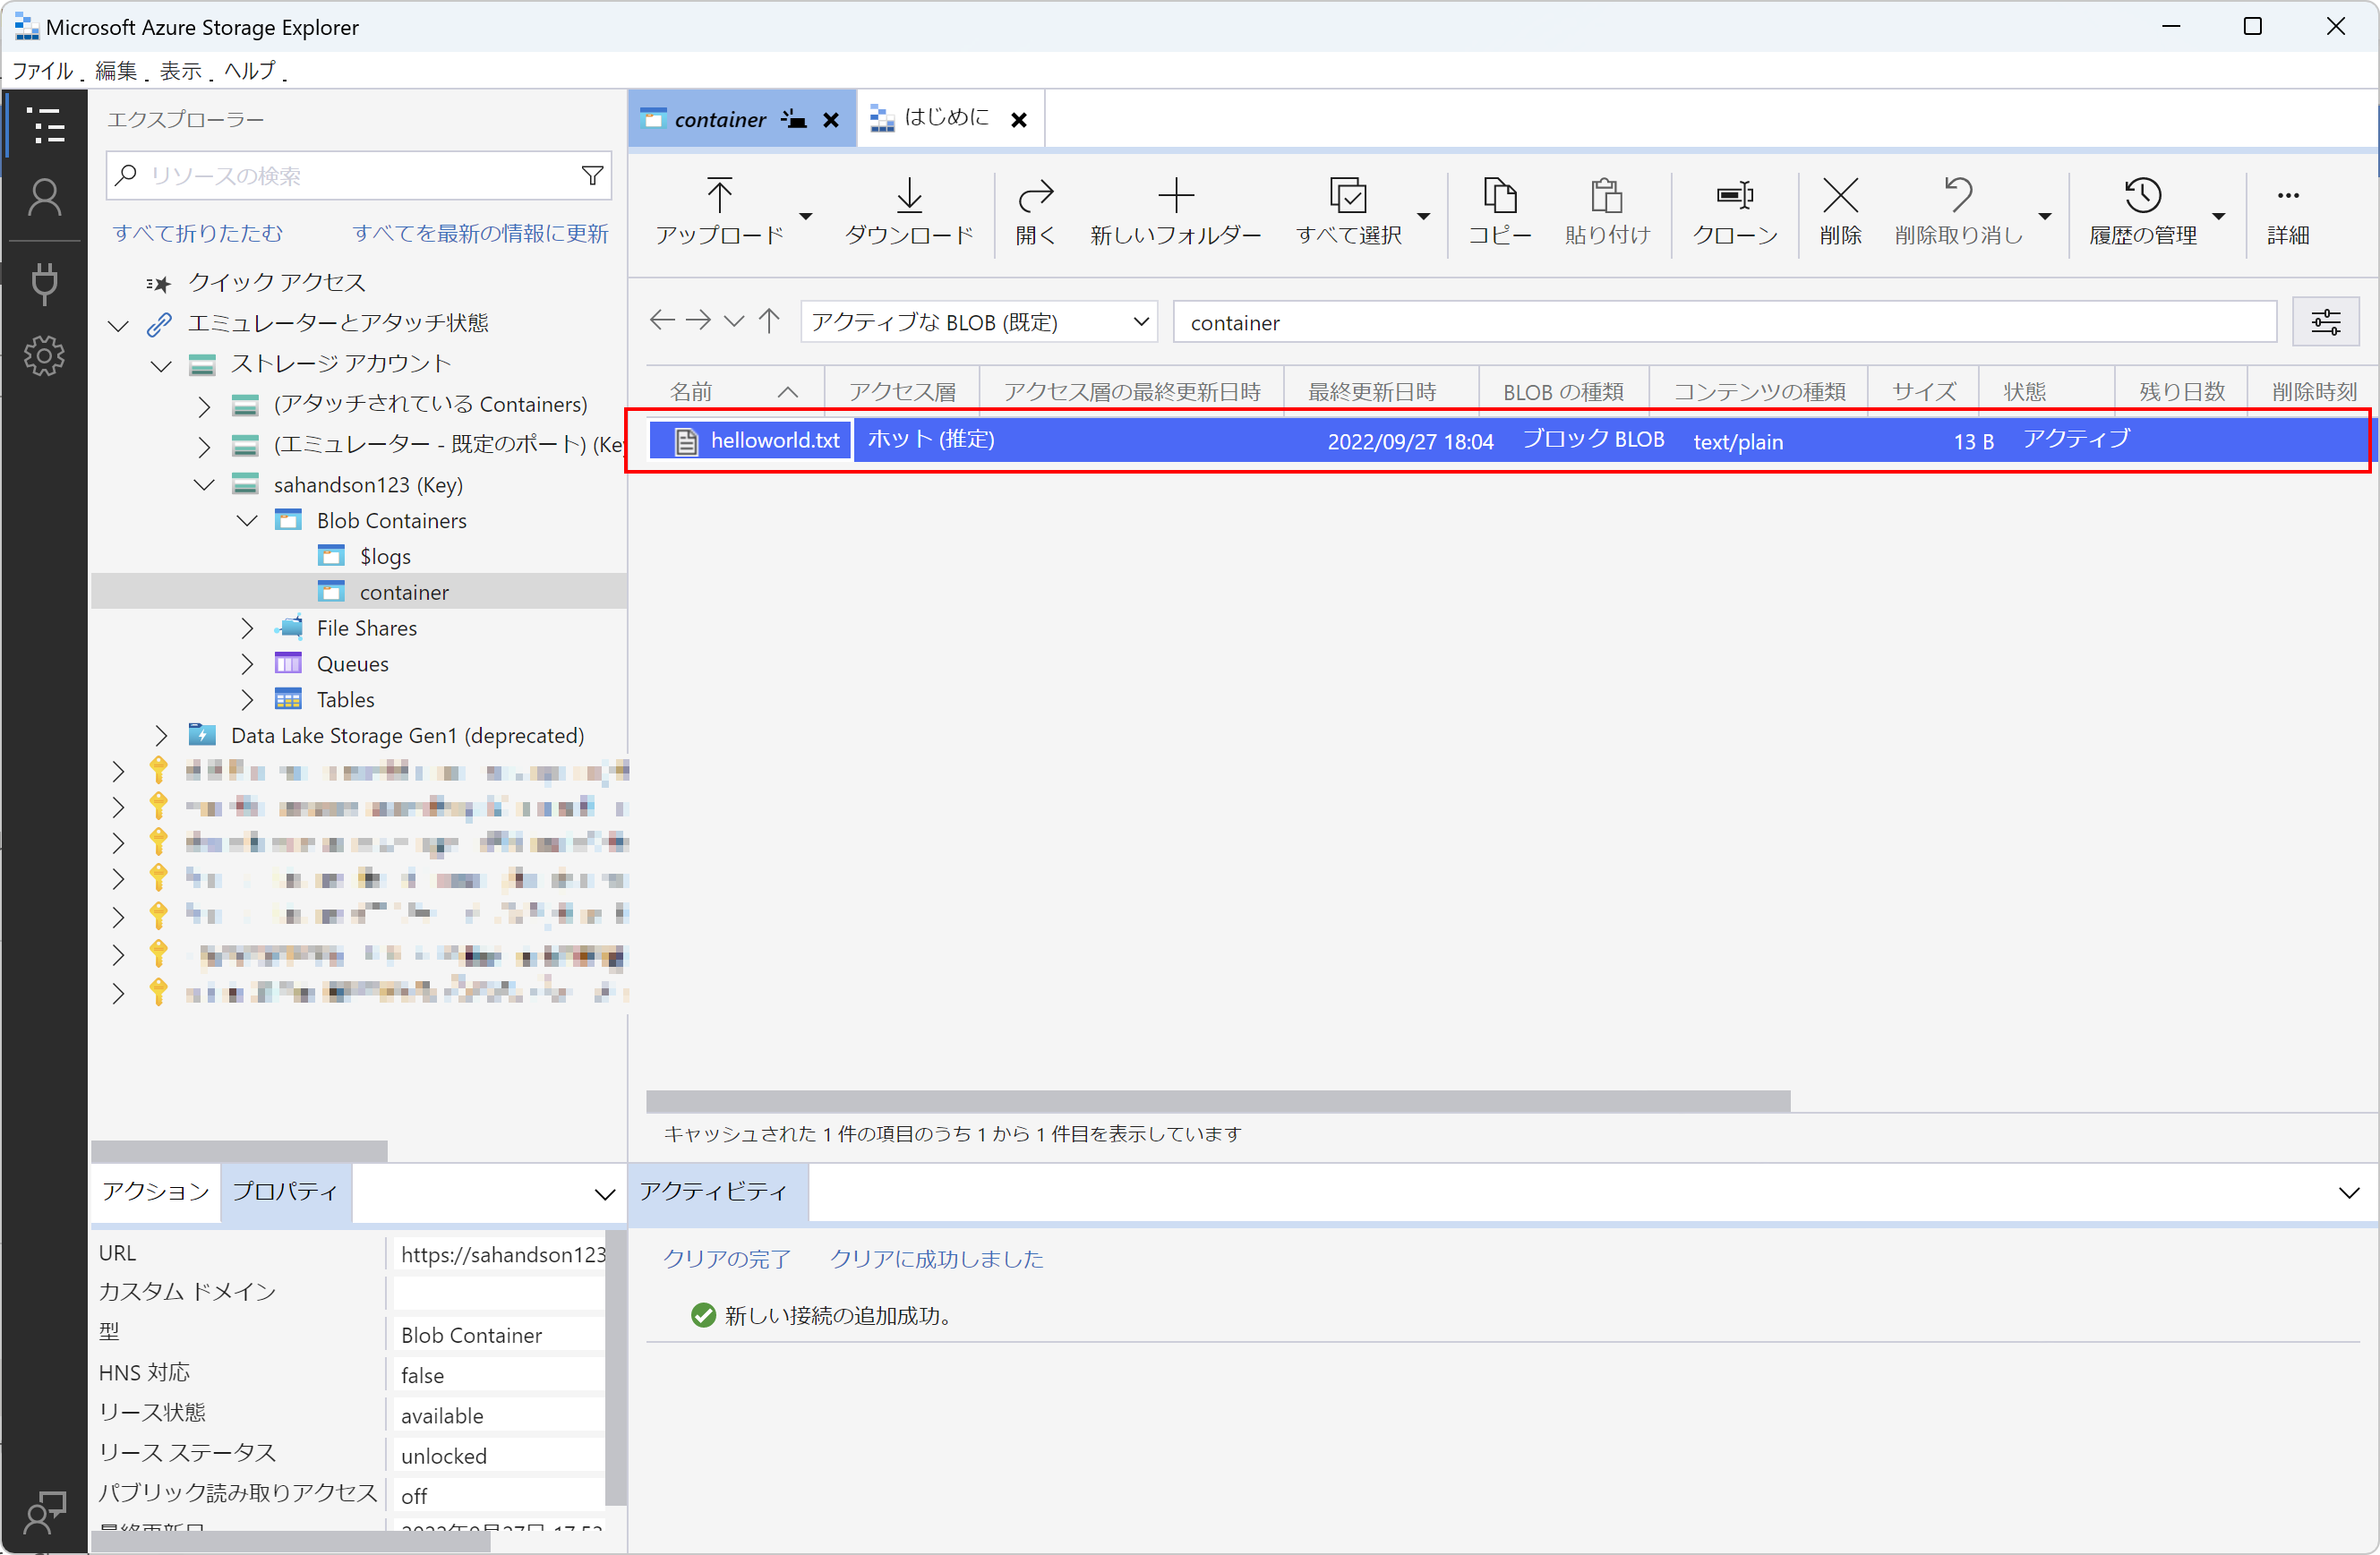 Microsoft Azure Storage Explorer
ファイル 編集 表示 ヘルプ
エクスプローラー
リソースの検索
すべて折りたたむ すべてを最新の情報に更新
クイック アクセス
エミュレーターとアタッチ状態
ストレージ アカウント
(アタッチされている Containers)
(エミュレーター - 既定のポート) (Ke
sahandson123 (Key)
Blob Containers
$logs
container
File Shares
Queues
Tables
Data Lake Storage Gen1 (deprecated)
アクション プロパティ
URL https://sahandson123
カスタム ドメイン
型 Blob Container
HNS 対応 false
リース状態 available
リース ステータス unlocked
パブリック読み取りアクセス off
container はじめに
アップロード ダウンロード 開く 新しいフォルダー すべて選択 コピー 貼り付け クローン 削除 削除取り消し 履歴の管理 詳細
アクティブな BLOB (既定) container
名前 アクセス層 アクセス層の最終更新日時 最終更新日時 BLOB の種類 コンテンツの種類 サイズ 状態 残り日数 削除時刻
helloworld.txt ホット (推定) 2022/09/27 18:04 ブロック BLOB text/plain 13 B アクティブ
キャッシュされた 1 件の項目のうち 1 から 1 件目を表示しています
アクティビティ
クリアの完了 クリアに成功しました
新しい接続の追加成功。